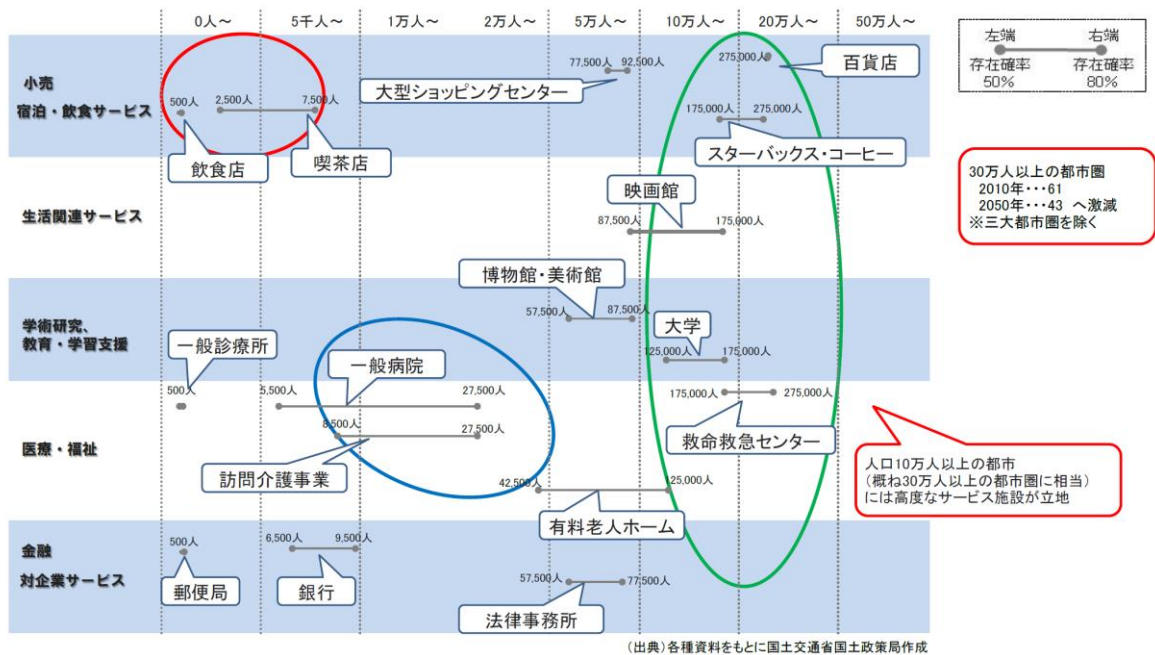 0人～ 5千人～ 1万人～ 2万人～ 5万人～ 10万人～ 20万人～ 50万人～
左端 右端
存在確率 存在確率
50% 80%
小売
宿泊・飲食サービス
500人
飲食店
2,500人 7,500人
喫茶店
77,500人 92,500人
大型ショッピングセンター
275,000人
百貨店
175,000人 275,000人
スターバックス・コーヒー
30万人以上の都市圏
2010年・・・61
2050年・・・43 へ激減
※三大都市圏を除く
生活関連サービス
映画館
87,500人 175,000人
学術研究、
教育・学習支援
博物館・美術館
57,500人 87,500人
大学
125,000人 175,000人
医療・福祉
一般診療所
500人
一般病院
5,500人 27,500人
8,500人 27,500人
訪問介護事業
175,000人 275,000人
救命救急センター
42,500人 125,000人
有料老人ホーム
人口10万人以上の都市
（概ね30万人以上の都市圏に相当）
には高度なサービス施設が立地
金融
対企業サービス
500人
郵便局
6,500人 9,500人
銀行
57,500人 77,500人
法律事務所
（出典）各種資料をもとに国土交通省国土政策局作成